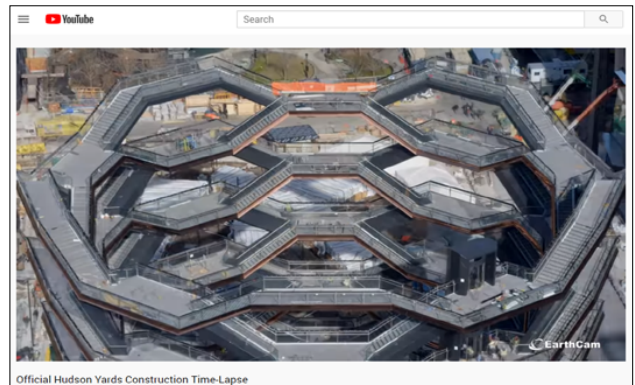 YouTube
Search
EarthCam
Official Hudson Yards Construction Time-Lapse